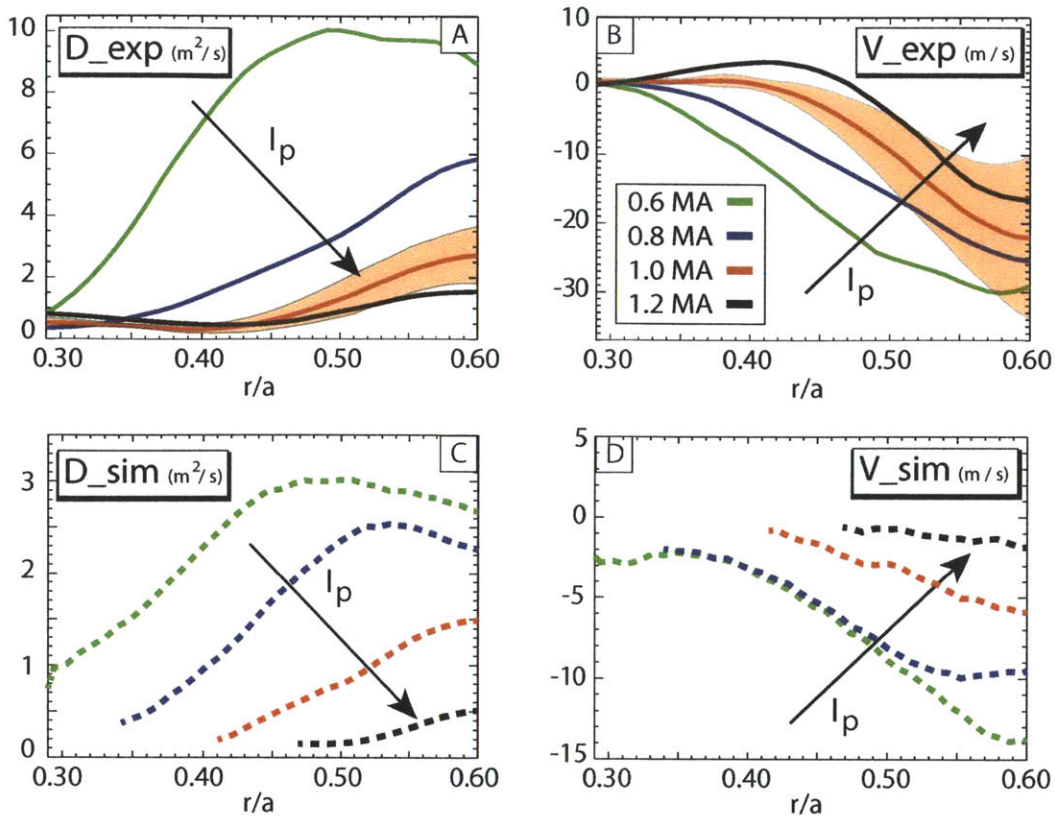 D_exp (m²/s)
A
10
8
6
4
2
0
I_p
0.30 0.40 0.50 0.60
r/a
B
V_exp (m/s)
10
0
-10
-20
-30
0.6 MA
0.8 MA
1.0 MA
1.2 MA
I_p
0.30 0.40 0.50 0.60
r/a
D_sim (m²/s)
C
3
2
1
0
I_p
0.30 0.40 0.50 0.60
r/a
D
V_sim (m/s)
5
0
-5
-10
-15
I_p
0.30 0.40 0.50 0.60
r/a